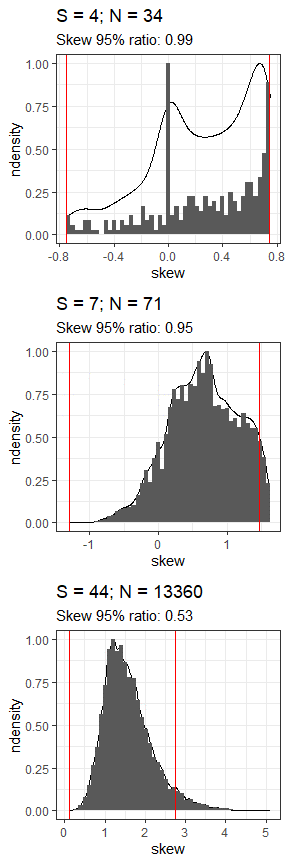 S = 4; N = 34
Skew 95% ratio: 0.99
1.00
0.75
0.50
0.25
0.00
ndensity
-0.8 -0.4 0.0 0.4 0.8
skew
S = 7; N = 71
Skew 95% ratio: 0.95
1.00
0.75
0.50
0.25
0.00
ndensity
-1 0 1
skew
S = 44; N = 13360
Skew 95% ratio: 0.53
1.00
0.75
0.50
0.25
0.00
ndensity
0 1 2 3 4 5
skew